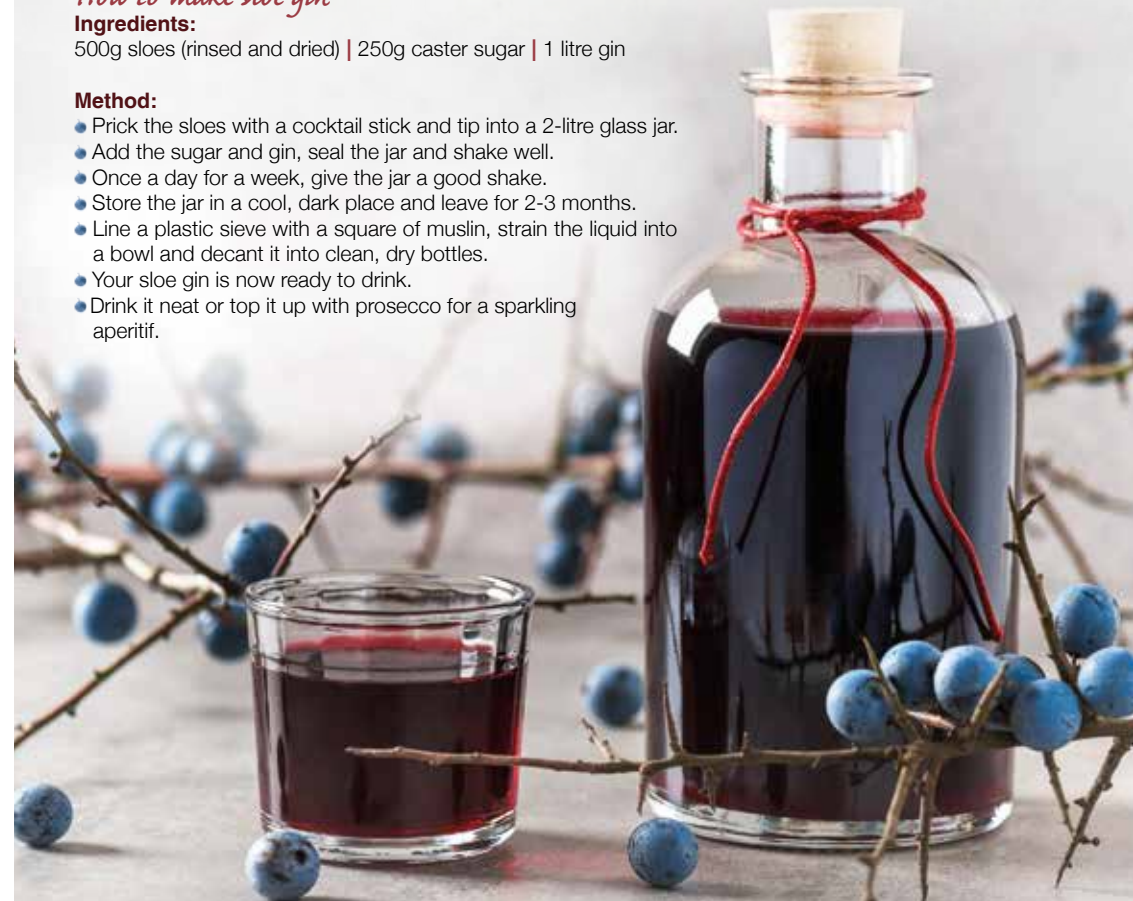 How to make sloe gin
Ingredients:
500g sloes (rinsed and dried) | 250g caster sugar | 1 litre gin
Method:
Prick the sloes with a cocktail stick and tip into a 2-litre glass jar.
Add the sugar and gin, seal the jar and shake well.
Once a day for a week, give the jar a good shake.
Store the jar in a cool, dark place and leave for 2-3 months.
Line a plastic sieve with a square of muslin, strain the liquid into
a bowl and decant it into clean, dry bottles.
Your sloe gin is now ready to drink.
Drink it neat or top it up with prosecco for a sparkling
aperitif.